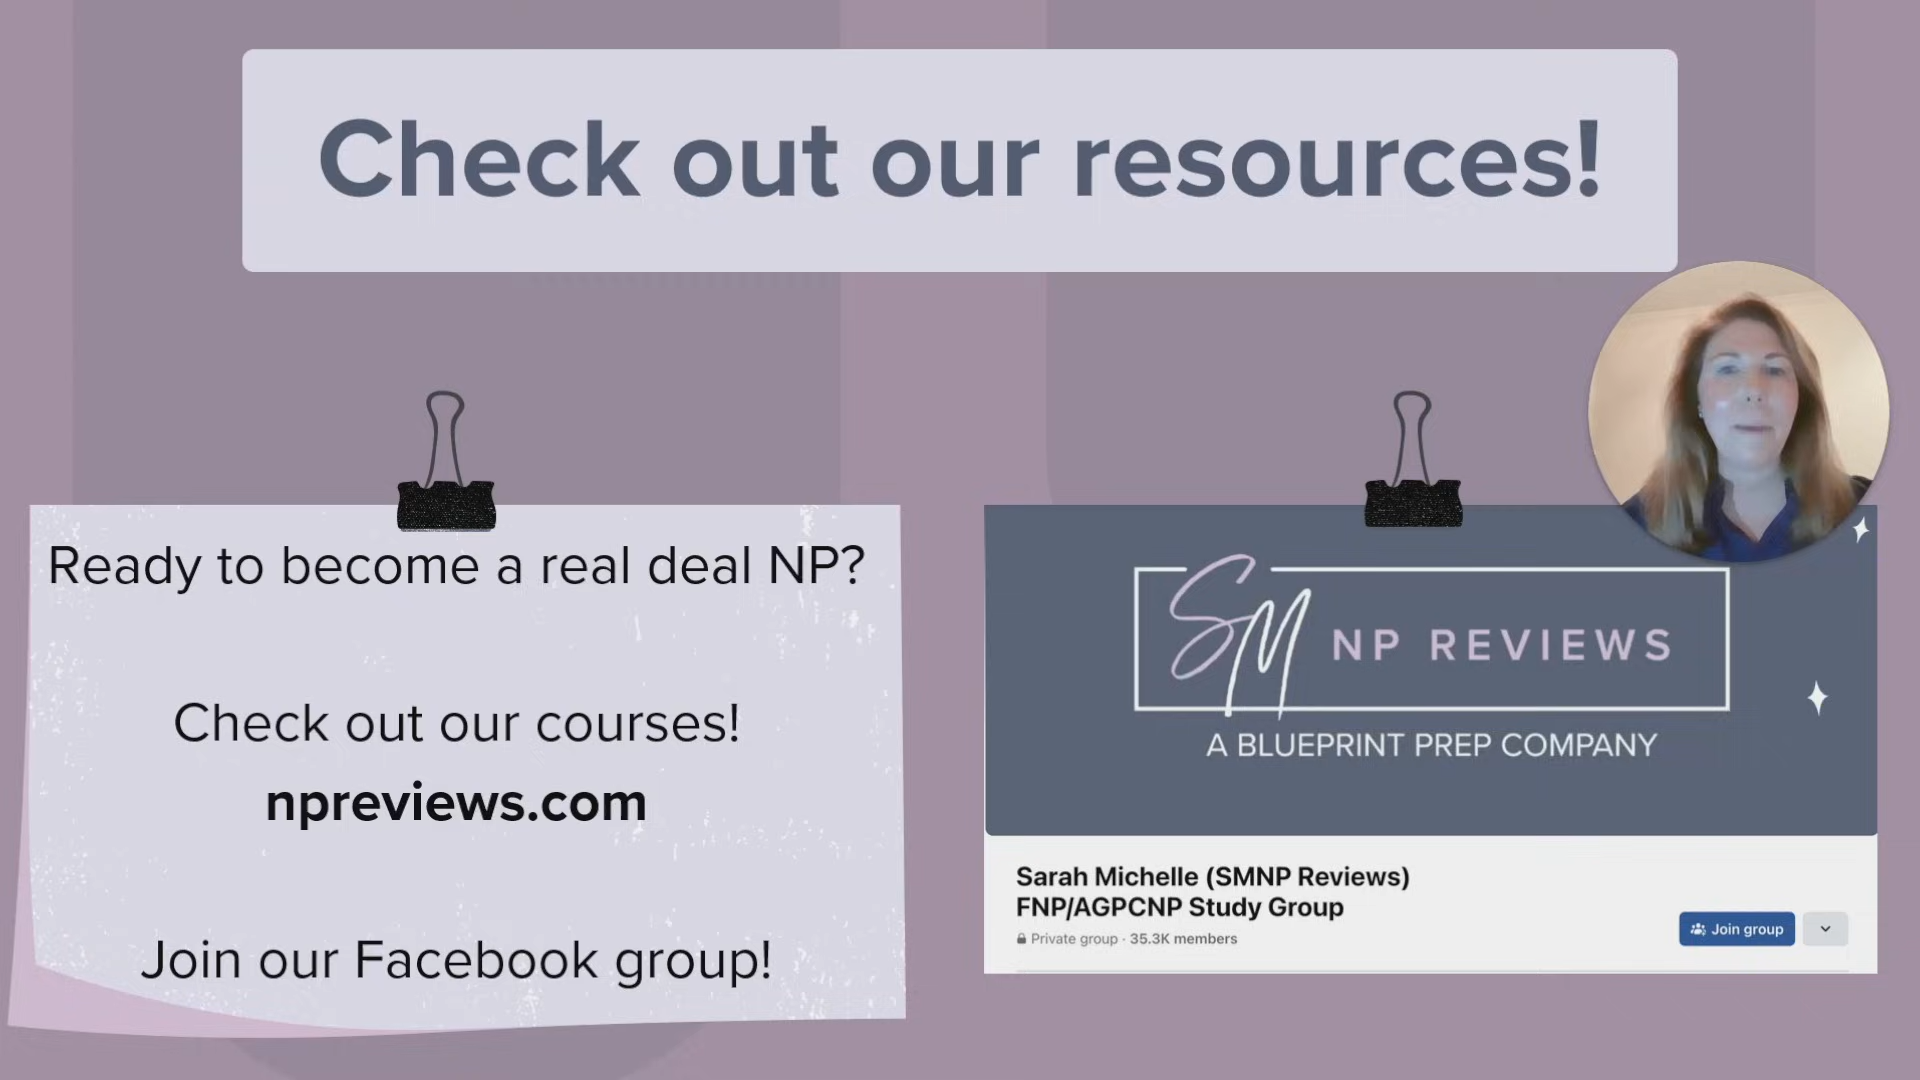 Check out our resources!
Ready to become a real deal NP?
Check out our courses!
npreviews.com
Join our Facebook group!
SM NP REVIEWS
A BLUEPRINT PREP COMPANY
Sarah Michelle (SMNP Reviews)
FNP/AGPCNP Study Group
Private group · 35.3K members
Join group